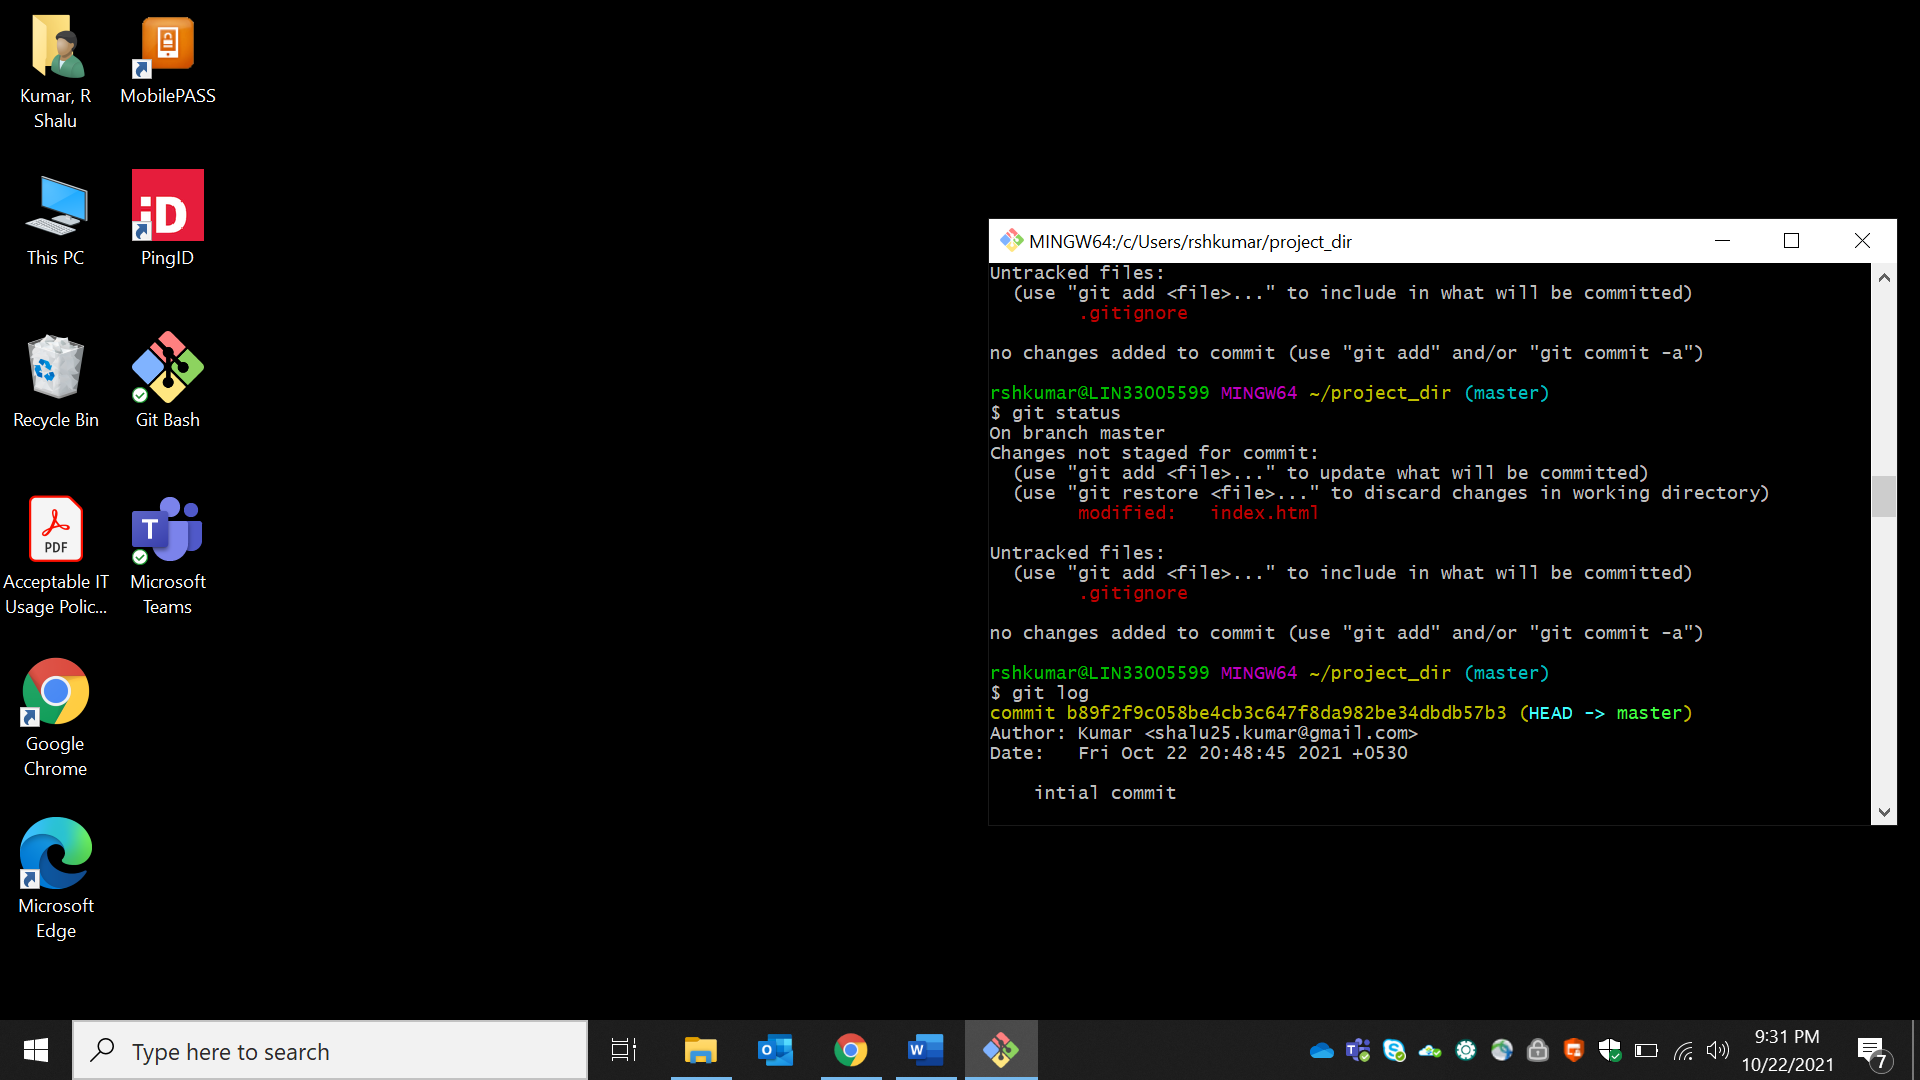 Kumar, R
Shalu
MobilePASS
This PC
iD
PingID
Recycle Bin
Git Bash
PDF
Acceptable IT
Usage Polic...
T
Microsoft
Teams
Google
Chrome
Microsoft
Edge
MINGW64:/c/Users/rshkumar/project_dir
Untracked files:
  (use "git add <file>..." to include in what will be committed)
        .gitignore
no changes added to commit (use "git add" and/or "git commit -a")
rshkumar@LIN33005599 MINGW64 ~/project_dir (master)
$ git status
On branch master
Changes not staged for commit:
  (use "git add <file>..." to update what will be committed)
  (use "git restore <file>..." to discard changes in working directory)
        modified:   index.html
Untracked files:
  (use "git add <file>..." to include in what will be committed)
        .gitignore
no changes added to commit (use "git add" and/or "git commit -a")
rshkumar@LIN33005599 MINGW64 ~/project_dir (master)
$ git log
commit b89f2f9c058be4cb3c647f8da982be34dbdb57b3 (HEAD -> master)
Author: Kumar <shalu25.kumar@gmail.com>
Date:   Fri Oct 22 20:48:45 2021 +0530
    intial commit
Type here to search
9:31 PM
10/22/2021
7